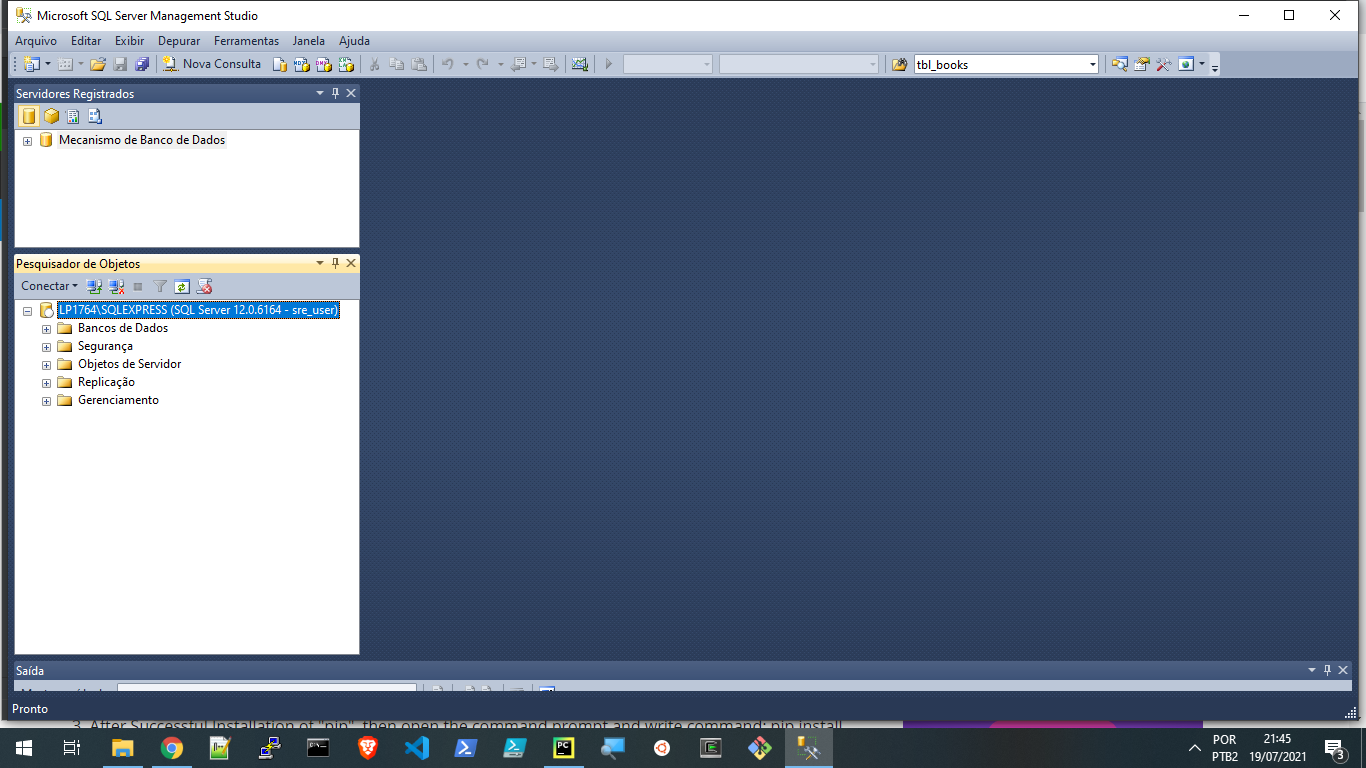 Microsoft SQL Server Management Studio
Arquivo Editar Exibir Depurar Ferramentas Janela Ajuda
Nova Consulta tbl_books
Servidores Registrados
Mecanismo de Banco de Dados
Pesquisador de Objetos
Conectar
LP1764\SQLEXPRESS (SQL Server 12.0.6164 - sre_user)
Bancos de Dados
Segurança
Objetos de Servidor
Replicação
Gerenciamento
Saída
Pronto
3. After Successful Installation of "pip", then open the command prompt and write command: pip install
POR 21:45
PTB2 19/07/2021 3